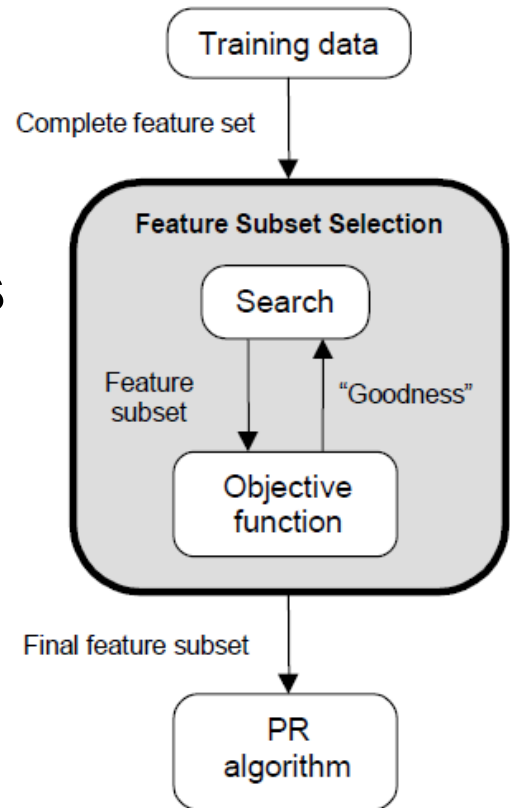 Training data
Complete feature set
Feature Subset Selection
s
Search
Feature
subset
“Goodness”
Objective
function
Final feature subset
PR
algorithm